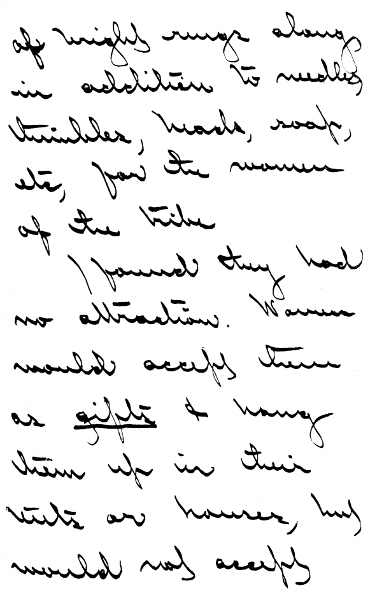 of bright rings along
in addition to needles,
thimbles, beads, soap,
etc, for the women
of the tribe
I found they had
no attraction. Women
would accept them
as gifts & hang
them up in their
tents or houses, but
would not accept